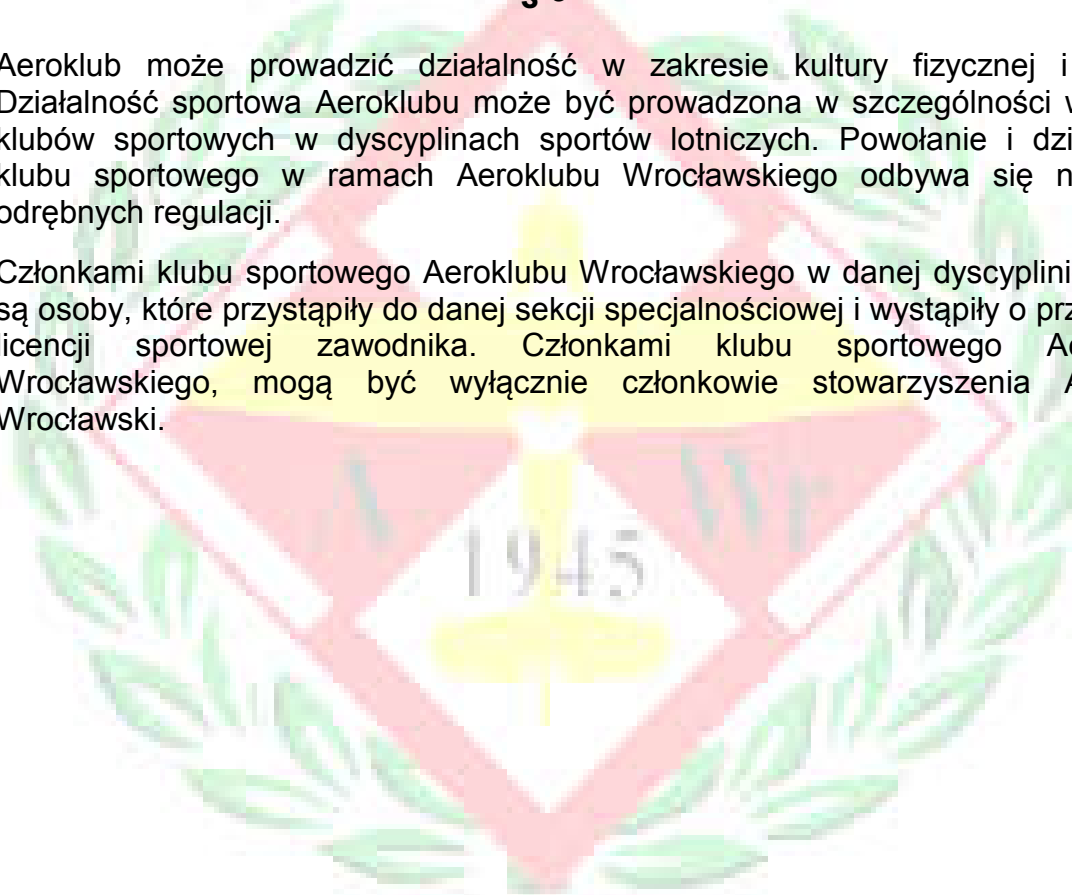 Aeroklub może prowadzić działalność w zakresie kultury fizycznej i
Działalność sportowa Aeroklubu może być prowadzona w szczególności w
klubów sportowych w dyscyplinach sportów lotniczych. Powołanie i dzi
klubu sportowego w ramach Aeroklubu Wrocławskiego odbywa się n
odrębnych regulacji.
Członkami klubu sportowego Aeroklubu Wrocławskiego w danej dyscyplini
są osoby, które przystąpiły do danej sekcji specjalnościowej i wystąpiły o prz
licencji sportowej zawodnika. Członkami klubu sportowego Ae
Wrocławskiego, mogą być wyłącznie członkowie stowarzyszenia A
Wrocławski.
A Wr
1945